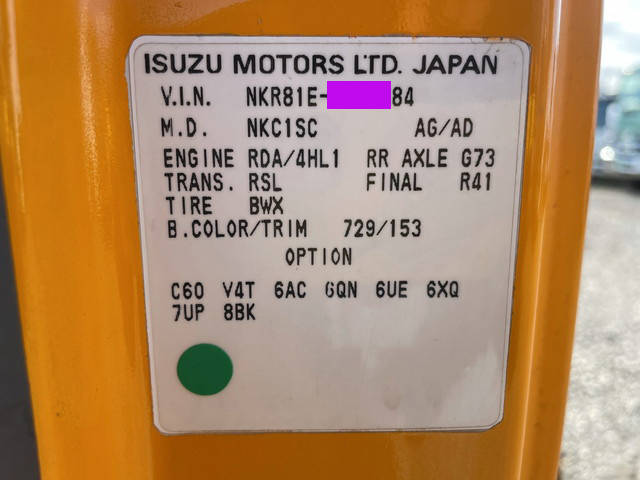 ISUZU MOTORS LTD. JAPAN
V.I.N. NKR81E- 84
M.D. NKC1SC AG/AD
ENGINE RDA/4HL1 RR AXLE G73
TRANS. RSL FINAL R41
TIRE BWX
B.COLOR/TRIM 729/153
OPTION
C60 V4T 6AC 6QN 6UE 6XQ
7UP 8BK